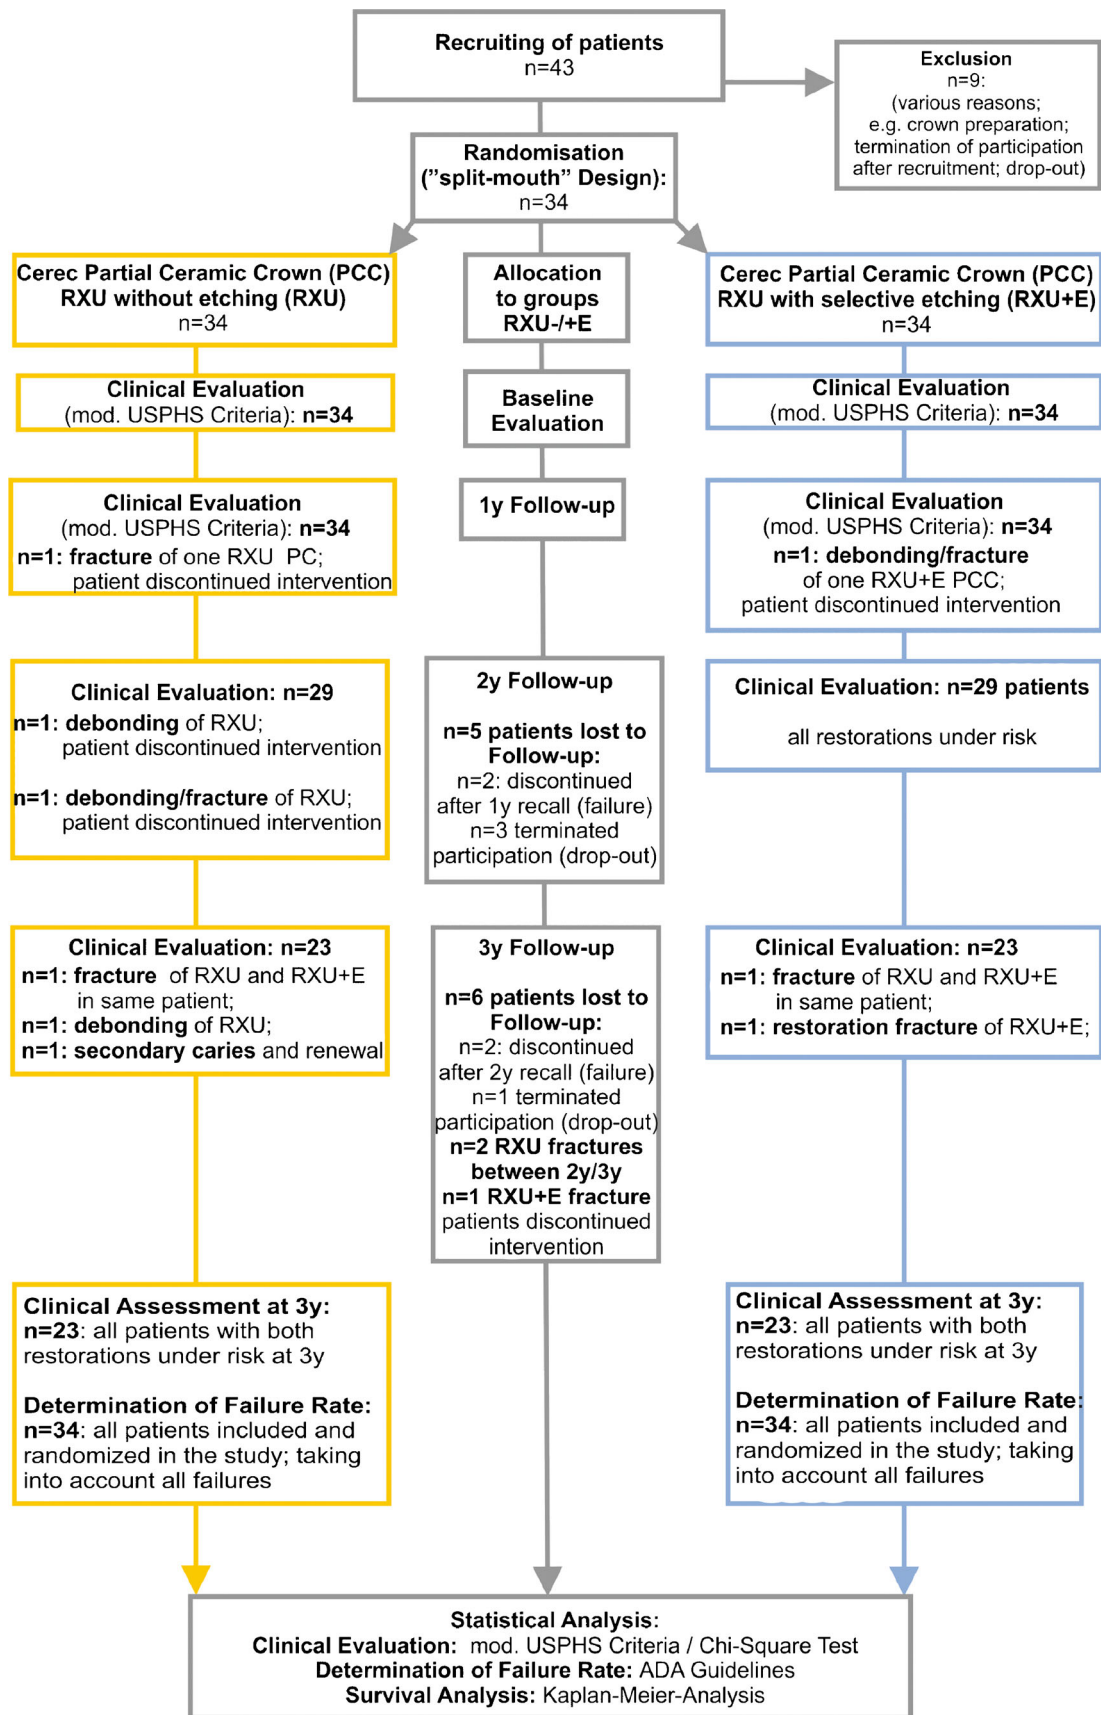 Recruiting of patients
n=43
Exclusion
n=9:
(various reasons;
e.g. crown preparation;
termination of participation
after recruitment; drop-out)
Randomisation
(”split-mouth” Design):
n=34
Cerec Partial Ceramic Crown (PCC)
RXU without etching (RXU)
n=34
Allocation
to groups
RXU-/+E
Cerec Partial Ceramic Crown (PCC)
RXU with selective etching (RXU+E)
n=34
Clinical Evaluation
(mod. USPHS Criteria): n=34
Baseline
Evaluation
Clinical Evaluation
(mod. USPHS Criteria): n=34
Clinical Evaluation
(mod. USPHS Criteria): n=34
n=1: fracture of one RXU PC;
patient discontinued intervention
1y Follow-up
Clinical Evaluation
(mod. USPHS Criteria): n=34
n=1: debonding/fracture
of one RXU+E PCC;
patient discontinued intervention
Clinical Evaluation: n=29
n=1: debonding of RXU;
patient discontinued intervention
n=1: debonding/fracture of RXU;
patient discontinued intervention
2y Follow-up
n=5 patients lost to
Follow-up:
n=2: discontinued
after 1y recall (failure)
n=3 terminated
participation (drop-out)
Clinical Evaluation: n=29 patients
all restorations under risk
Clinical Evaluation: n=23
n=1: fracture of RXU and RXU+E
in same patient;
n=1: debonding of RXU;
n=1: secondary caries and renewal
3y Follow-up
n=6 patients lost to
Follow-up:
n=2: discontinued
after 2y recall (failure)
n=1 terminated
participation (drop-out)
n=2 RXU fractures
between 2y/3y
n=1 RXU+E fracture
patients discontinued
intervention
Clinical Evaluation: n=23
n=1: fracture of RXU and RXU+E
in same patient;
n=1: restoration fracture of RXU+E;
Clinical Assessment at 3y:
n=23: all patients with both
restorations under risk at 3y
Determination of Failure Rate:
n=34: all patients included and
randomized in the study; taking
into account all failures
Clinical Assessment at 3y:
n=23: all patients with both
restorations under risk at 3y
Determination of Failure Rate:
n=34: all patients included and
randomized in the study; taking
into account all failures
Statistical Analysis:
Clinical Evaluation: mod. USPHS Criteria / Chi-Square Test
Determination of Failure Rate: ADA Guidelines
Survival Analysis: Kaplan-Meier-Analysis